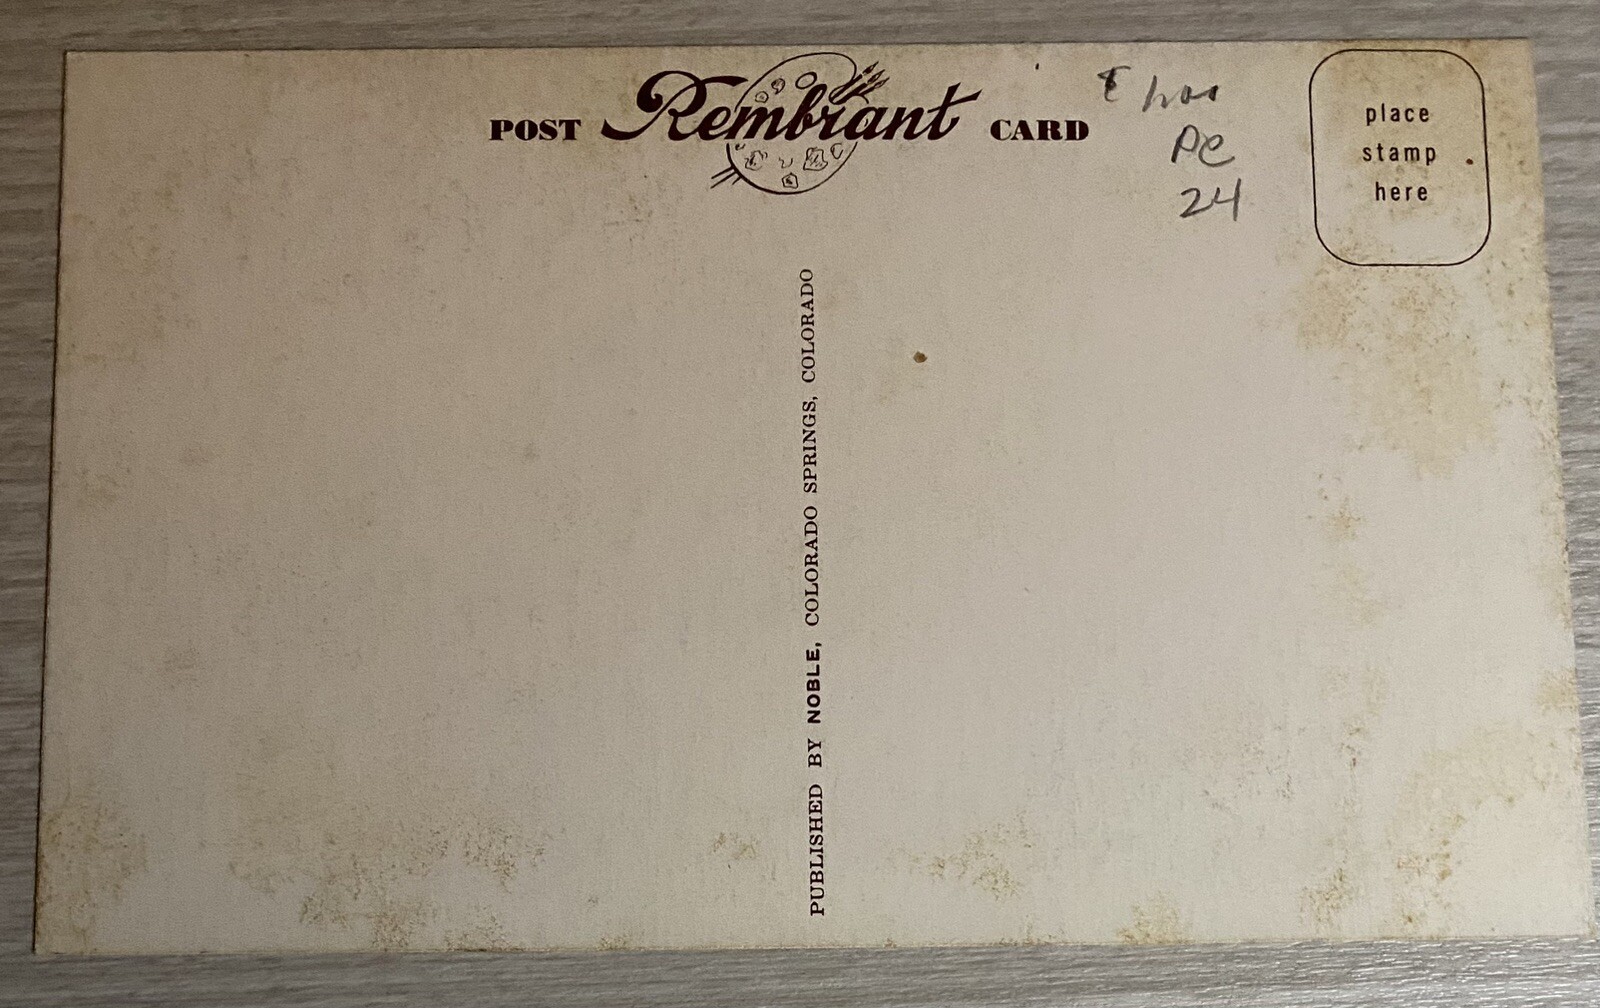 POST Rembrant CARD
PC
24
place
stamp
here
PUBLISHED BY NOBLE, COLORADO SPRINGS, COLORADO